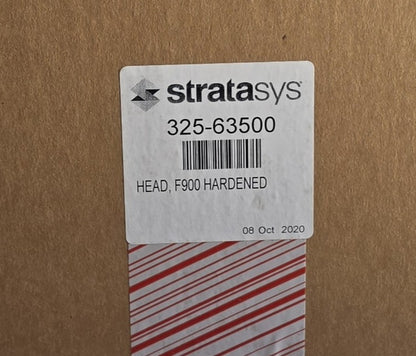 stratasys
325-63500
HEAD, F900 HARDENED
08 Oct 2020